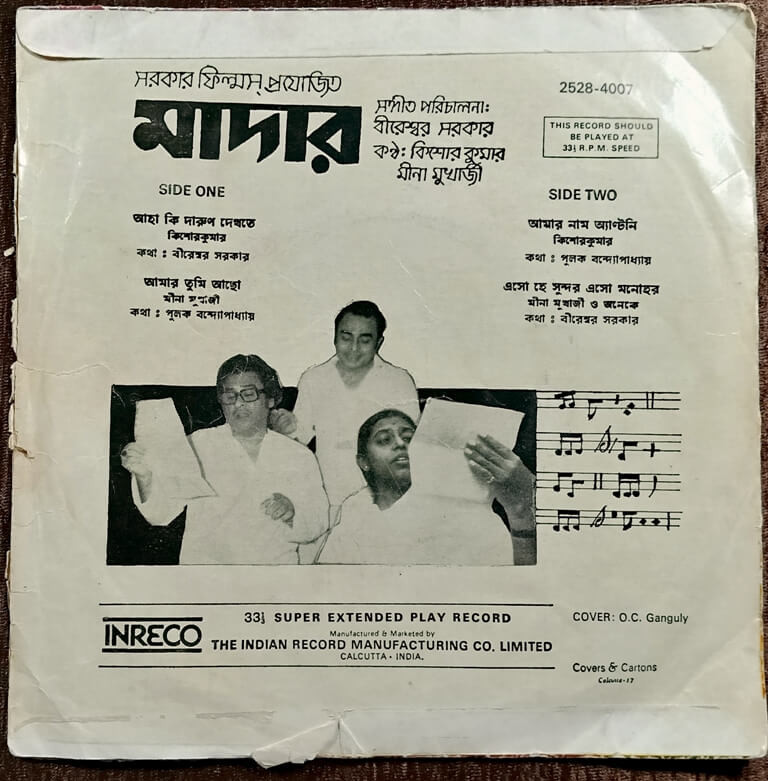 সরকার ফিল্মস্ প্রযোজিত
মাদার
সংগীত পরিচালনা:
বীরেশ্বর সরকার
কণ্ঠ: কিশোর কুমার
মীনা মুখার্জী
2528-4007
THIS RECORD SHOULD
BE PLAYED AT
33⅓ R.P.M. SPEED
SIDE ONE
আহা কি দারুণ দেখতে
কিশোরকুমার
কথা : বীরেশ্বর সরকার
আমার তুমি আছো
মীনা মুখার্জী
কথা : পুলক বন্দ্যোপাধ্যায়
SIDE TWO
আমার নাম অ্যাণ্টনি
কিশোরকুমার
কথা : পুলক বন্দ্যোপাধ্যায়
এসো হে সুন্দর এসো মনোহর
মীনা মুখার্জী ও অনেকে
কথা : বীরেশ্বর সরকার
INRECO
33⅓ SUPER EXTENDED PLAY RECORD
Manufactured & Marketed by
THE INDIAN RECORD MANUFACTURING CO. LIMITED
CALCUTTA - INDIA.
COVER: O.C. Ganguly
Covers & Cartons
Calcutta-17